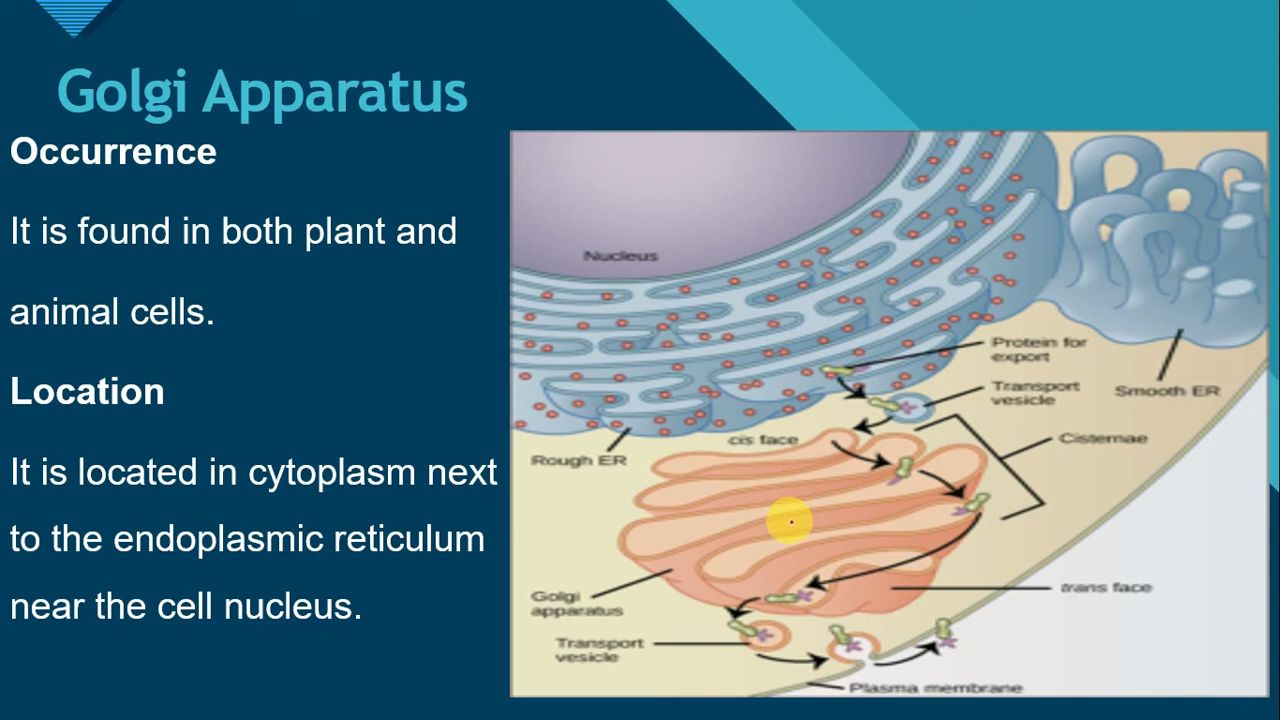 Golgi Apparatus
Occurrence
It is found in both plant and
animal cells.
Location
It is located in cytoplasm next
to the endoplasmic reticulum
near the cell nucleus.
Nucleus
Protein for
export
Transport
vesicle
Smooth ER
cis face
Cisternae
Rough ER
Golgi
apparatus
trans face
Transport
vesicle
Plasma membrane